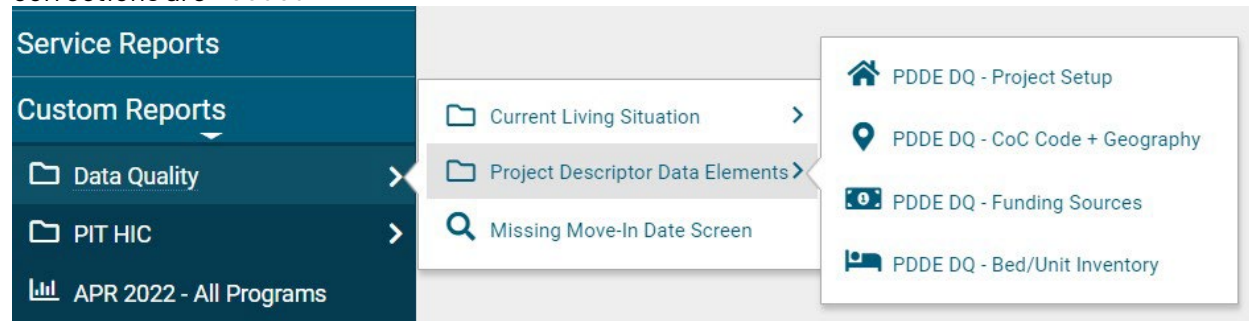 Service Reports
Custom Reports
Data Quality
PIT HIC
APR 2022 - All Programs
Current Living Situation
Project Descriptor Data Elements
Missing Move-In Date Screen
PDDE DQ - Project Setup
PDDE DQ - CoC Code + Geography
PDDE DQ - Funding Sources
PDDE DQ - Bed/Unit Inventory